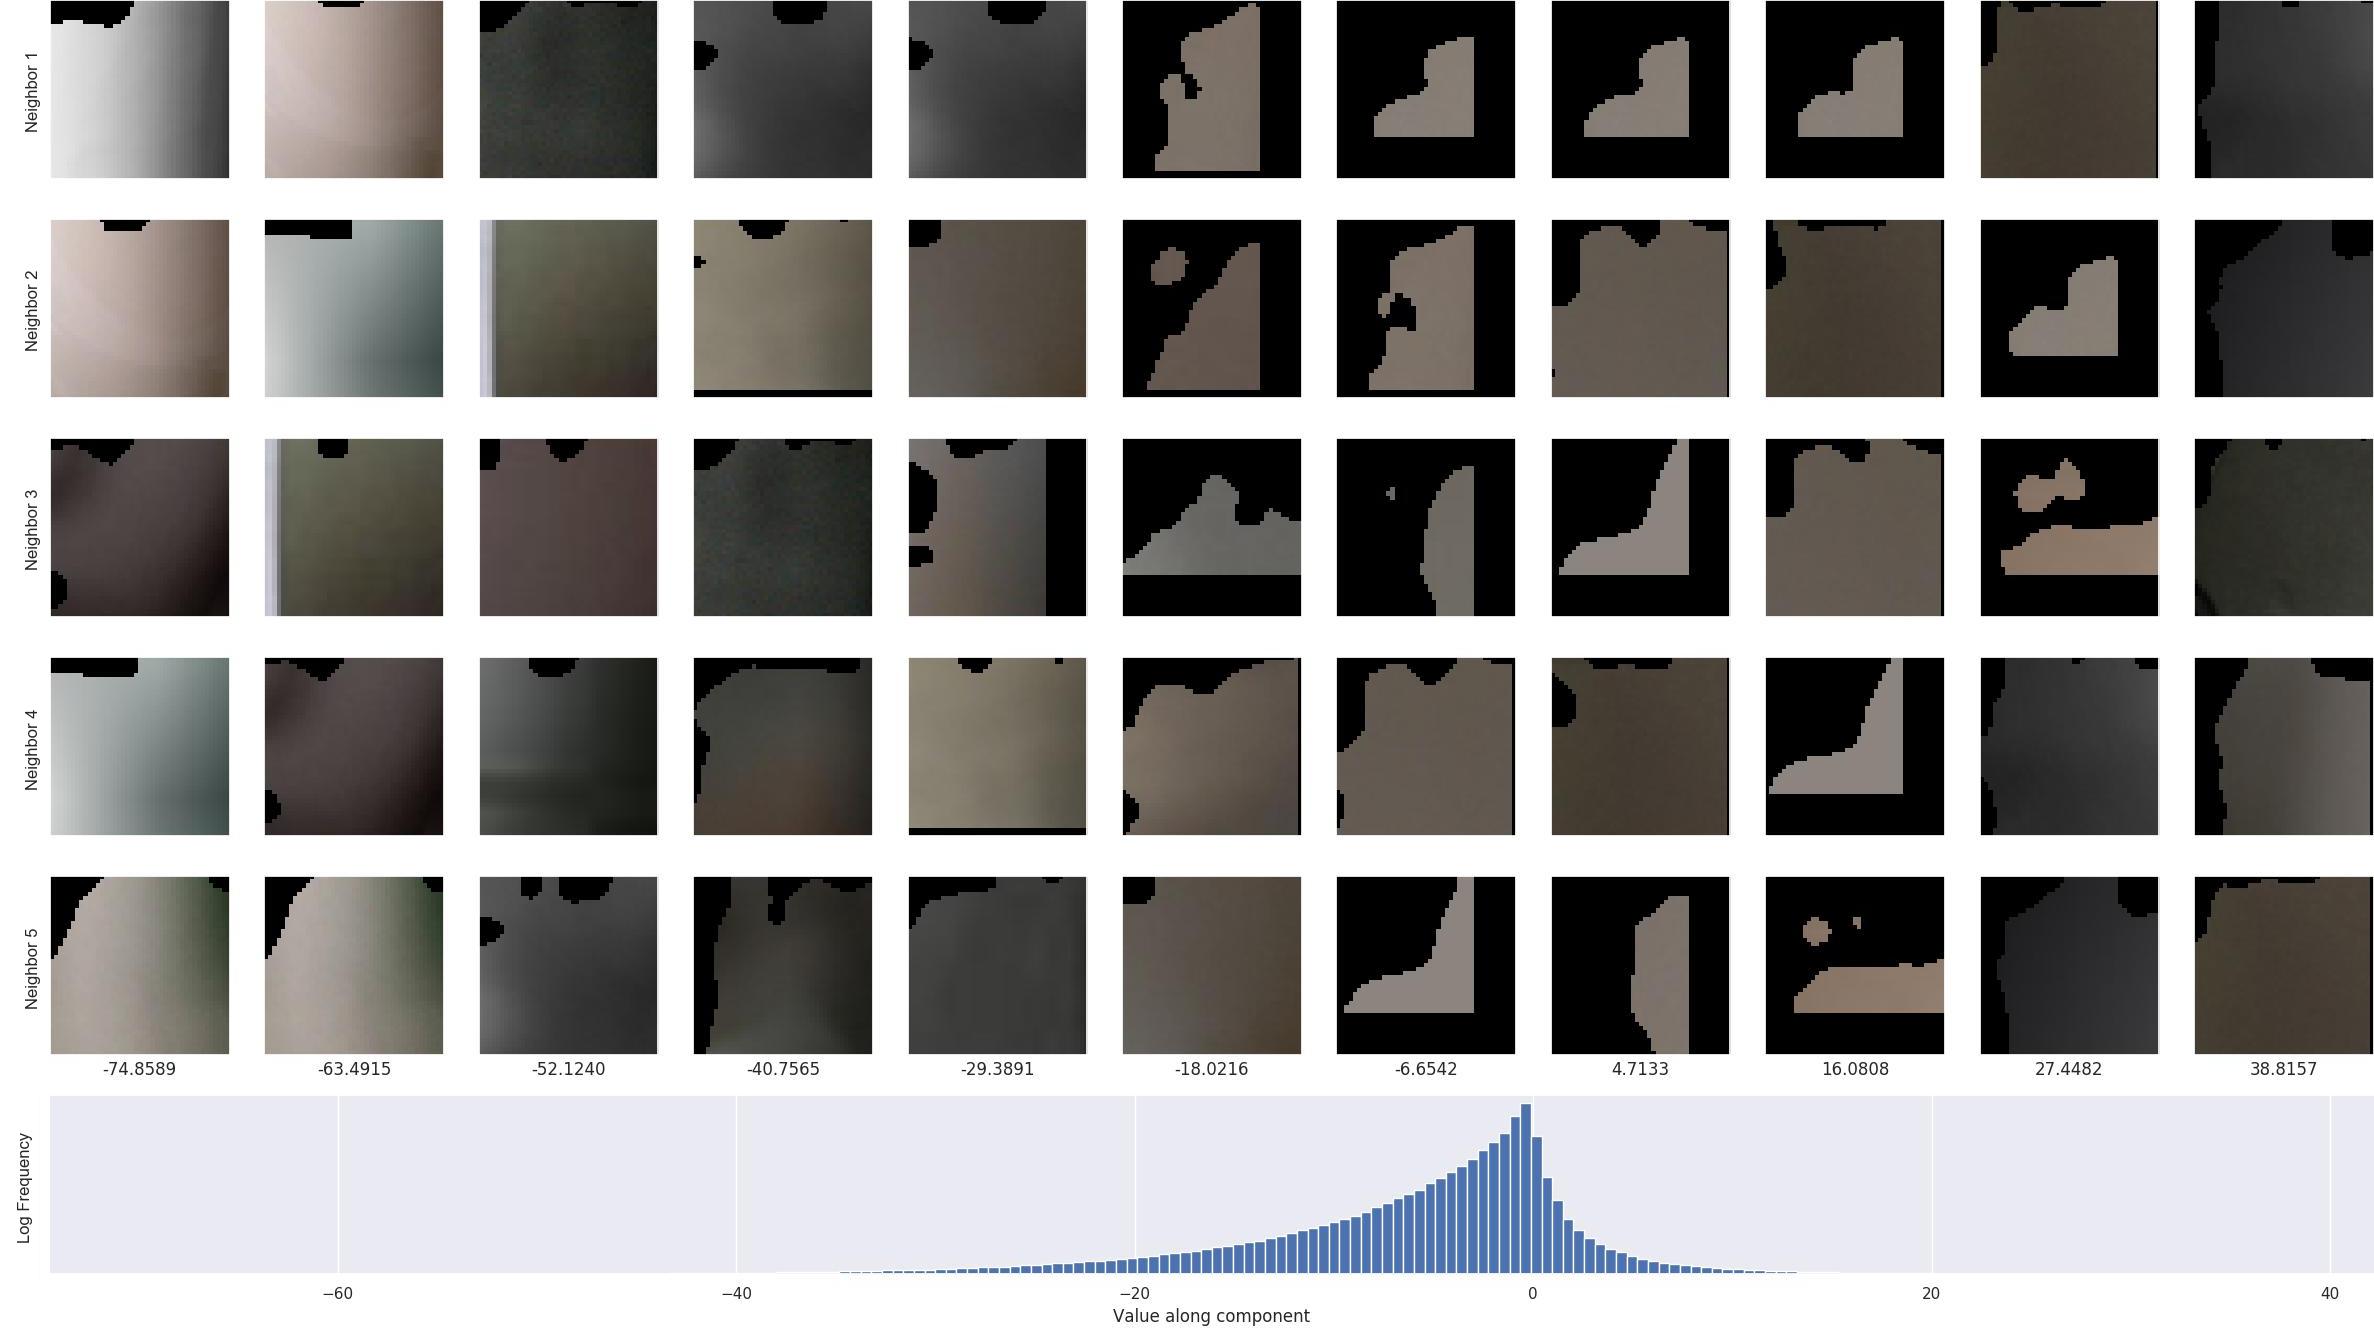 Neighbor 1
Neighbor 2
Neighbor 3
Neighbor 4
Neighbor 5
-74.8589 -63.4915 -52.1240 -40.7565 -29.3891 -18.0216 -6.6542 4.7133 16.0808 27.4482 38.8157
Log Frequency
−60 −40 −20 0 20 40
Value along component